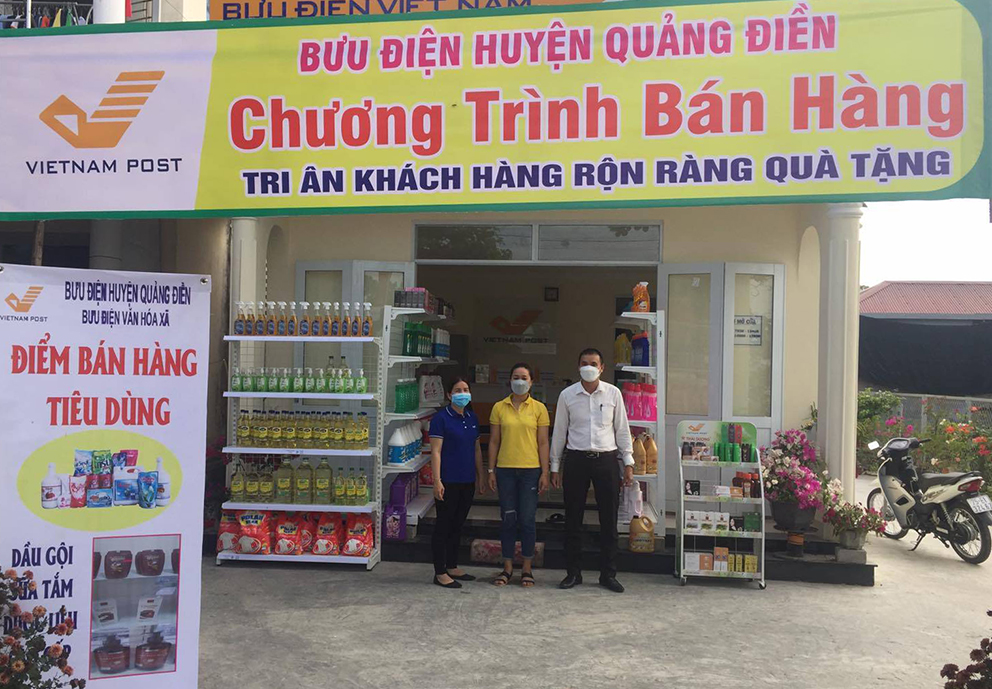 BƯU ĐIỆN VIỆT NAM
BƯU ĐIỆN HUYỆN QUẢNG ĐIỀN
Chương Trình Bán Hàng
TRI ÂN KHÁCH HÀNG RỘN RÀNG QUÀ TẶNG
VIETNAM POST
VIETNAM POST
BƯU ĐIỆN HUYỆN QUẢNG ĐIỀN
BƯU ĐIỆN VĂN HÓA XÃ
ĐIỂM BÁN HÀNG
TIÊU DÙNG
DẦU GỘI
TẮM
VIETNAM POST